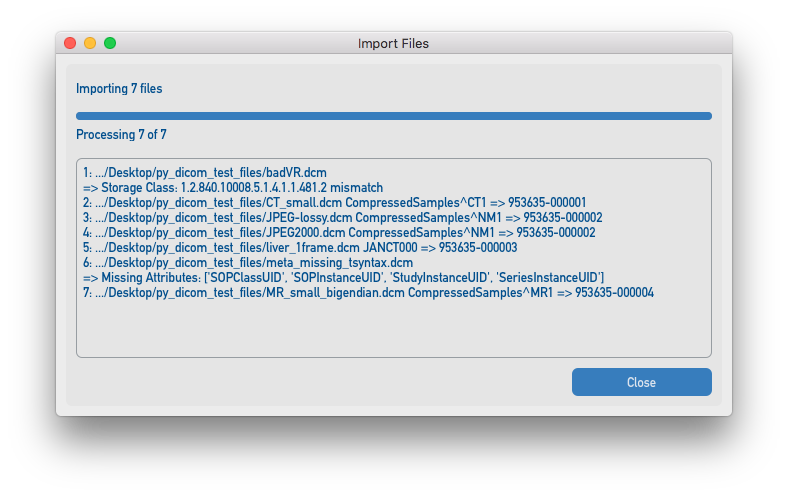 Import Files
Importing 7 files
Processing 7 of 7
1: .../Desktop/py_dicom_test_files/badVR.dcm
=> Storage Class: 1.2.840.10008.5.1.4.1.1.481.2 mismatch
2: .../Desktop/py_dicom_test_files/CT_small.dcm CompressedSamples^CT1 => 953635-000001
3: .../Desktop/py_dicom_test_files/JPEG-lossy.dcm CompressedSamples^NM1 => 953635-000002
4: .../Desktop/py_dicom_test_files/JPEG2000.dcm CompressedSamples^NM1 => 953635-000002
5: .../Desktop/py_dicom_test_files/liver_1frame.dcm JANCT000 => 953635-000003
6: .../Desktop/py_dicom_test_files/meta_missing_tsyntax.dcm
=> Missing Attributes: ['SOPClassUID', 'SOPInstanceUID', 'StudyInstanceUID', 'SeriesInstanceUID']
7: .../Desktop/py_dicom_test_files/MR_small_bigendian.dcm CompressedSamples^MR1 => 953635-000004
Close